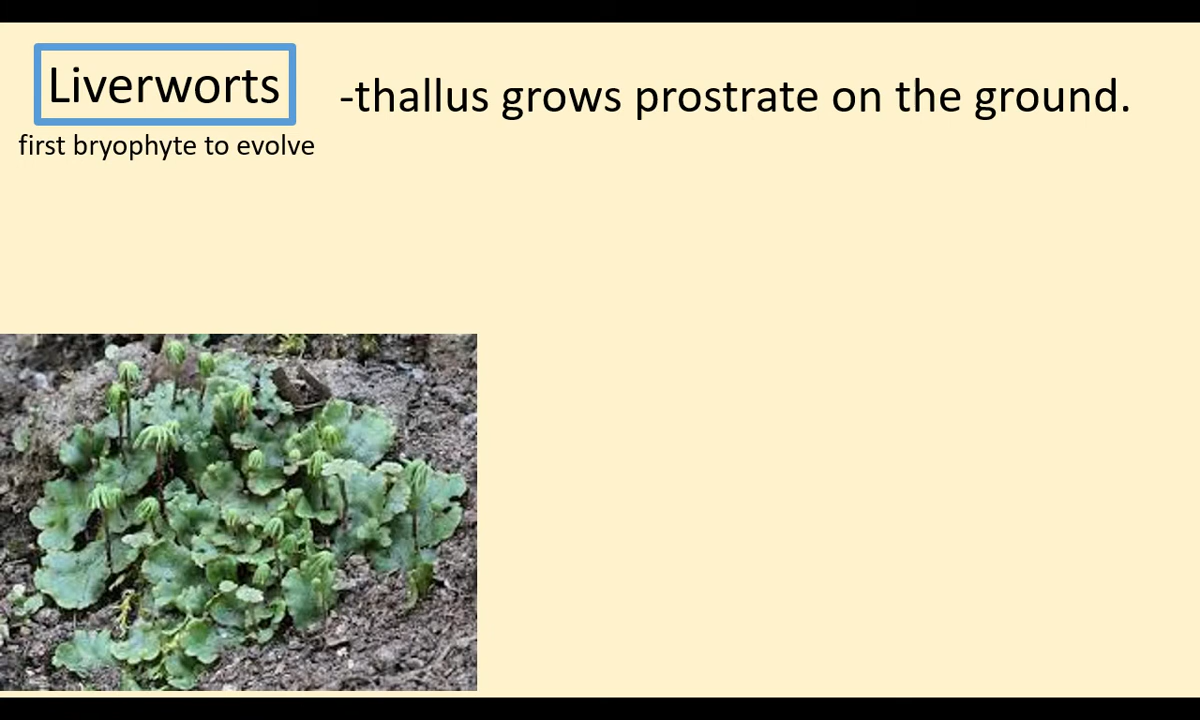 Liverworts
-thallus grows prostrate on the ground.
first bryophyte to evolve